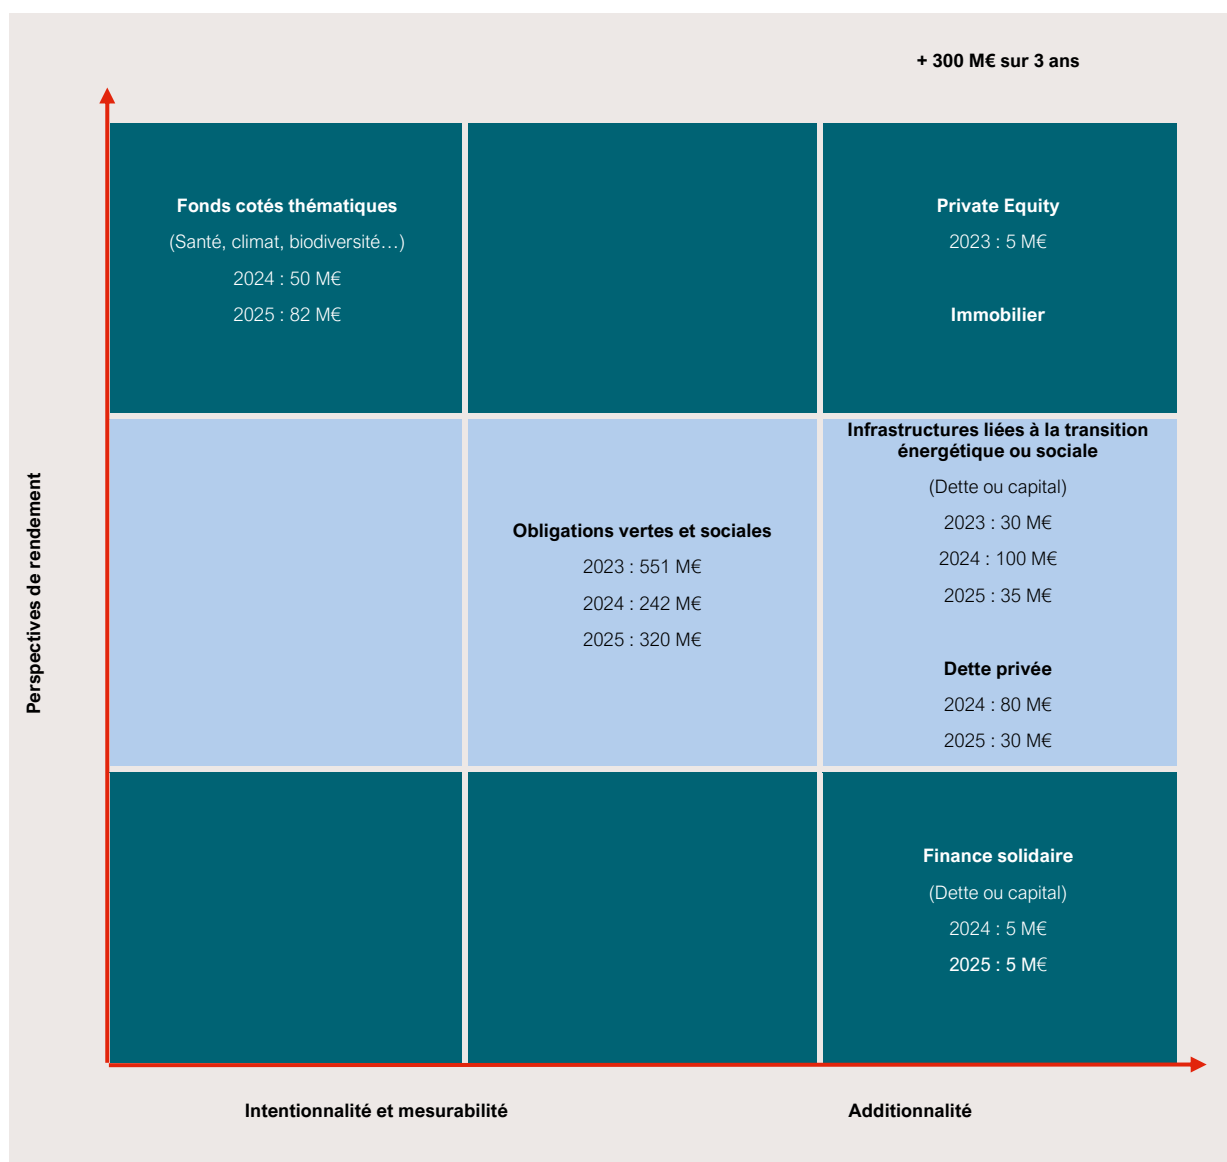 + 300 M€ sur 3 ans
Fonds cotés thématiques
(Santé, climat, biodiversité…)
2024 : 50 M€
2025 : 82 M€
Private Equity
2023 : 5 M€
Immobilier
Perspectives de rendement
Obligations vertes et sociales
2023 : 551 M€
2024 : 242 M€
2025 : 320 M€
Infrastructures liées à la transition
énergétique ou sociale
(Dette ou capital)
2023 : 30 M€
2024 : 100 M€
2025 : 35 M€
Dette privée
2024 : 80 M€
2025 : 30 M€
Finance solidaire
(Dette ou capital)
2024 : 5 M€
2025 : 5 M€
Intentionnalité et mesurabilité
Additionnalité